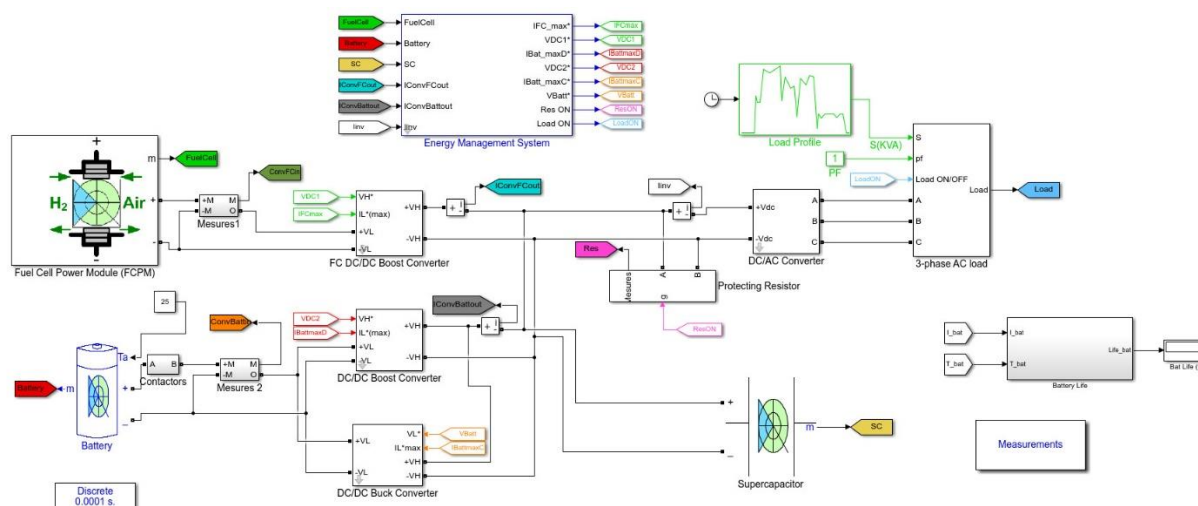 FuelCell
Battery
SC
IConvFCout
IConvBattout
Iinv
FuelCell
Battery
SC
IConvFCout
IConvBattout
Iinv
IFC_max*
VDC1*
IBat_maxD*
VDC2*
IBatt_maxC*
VBatt*
Res ON
Load ON
IFCmax
VDC1
IBattmaxD
VDC2
IBattmaxC
VBatt
ResON
LoadON
Energy Management System
Load Profile
S(KVA)
1
PF
LoadON
S
pf
Load ON/OFF
A
B
C
Load
Load
3-phase AC load
+
m
H2
Air
+
-
-
Fuel Cell Power Module (FCPM)
FuelCell
ConvFCin
+M
-M
M
O
Mesures1
VDC1
IFCmax
VH*
IL*(max)
+VL
-VL
+VH
-VH
FC DC/DC Boost Converter
IConvFCout
i
+
-
Iinv
i
+
-
+Vdc
-Vdc
A
B
C
DC/AC Converter
Res
Mesures
A
B
g
Protecting Resistor
ResON
25
ConvBattin
Ta
m
+
_
Battery
Battery
A
B
Contactors
+M
-M
M
O
Mesures 2
VDC2
IBattmaxD
VH*
IL*(max)
+VL
-VL
+VH
-VH
DC/DC Boost Converter
IConvBattout
i
+
-
+VL
-VL
VL*
IL*max
+VH
-VH
VBatt
IBattmaxC
DC/DC Buck Converter
+
_
m
SC
Supercapacitor
I_bat
T_bat
I_bat
T_bat
Life_bat
Battery Life
Bat Life (
Measurements
Discrete
0.0001 s.